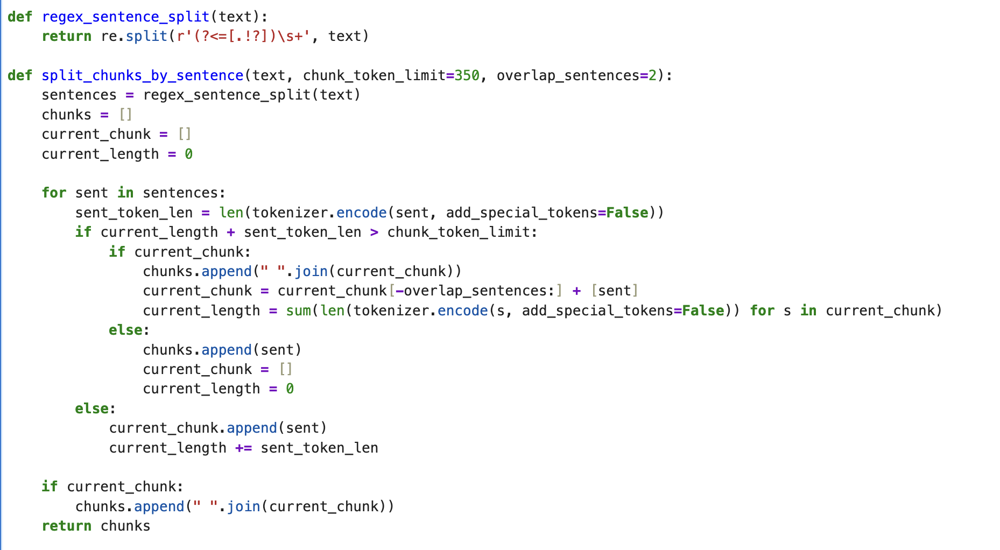 def regex_sentence_split(text):
    return re.split(r'(?<=[.!?])\s+', text)

def split_chunks_by_sentence(text, chunk_token_limit=350, overlap_sentences=2):
    sentences = regex_sentence_split(text)
    chunks = []
    current_chunk = []
    current_length = 0

    for sent in sentences:
        sent_token_len = len(tokenizer.encode(sent, add_special_tokens=False))
        if current_length + sent_token_len > chunk_token_limit:
            if current_chunk:
                chunks.append(" ".join(current_chunk))
                current_chunk = current_chunk[-overlap_sentences:] + [sent]
                current_length = sum(len(tokenizer.encode(s, add_special_tokens=False)) for s in current_chunk)
            else:
                chunks.append(sent)
                current_chunk = []
                current_length = 0
        else:
            current_chunk.append(sent)
            current_length += sent_token_len

    if current_chunk:
        chunks.append(" ".join(current_chunk))
    return chunks